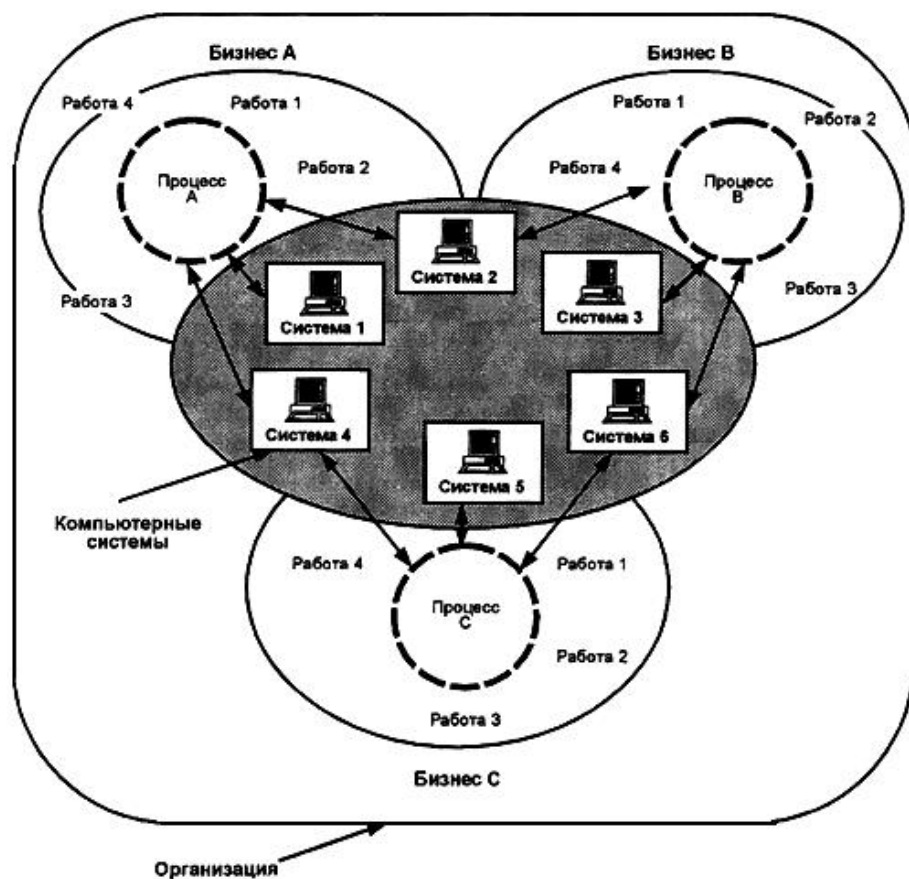 Бизнес А
Бизнес В
Работа 4
Работа 1
Работа 1
Работа 2
Процесс
А
Работа 2
Работа 4
Процесс
В
Система 2
Система 1
Система 3
Работа 3
Работа 3
Система 4
Система 6
Система 5
Компьютерные
системы
Работа 4
Работа 1
Процесс
С
Работа 2
Работа 3
Бизнес С
Организация